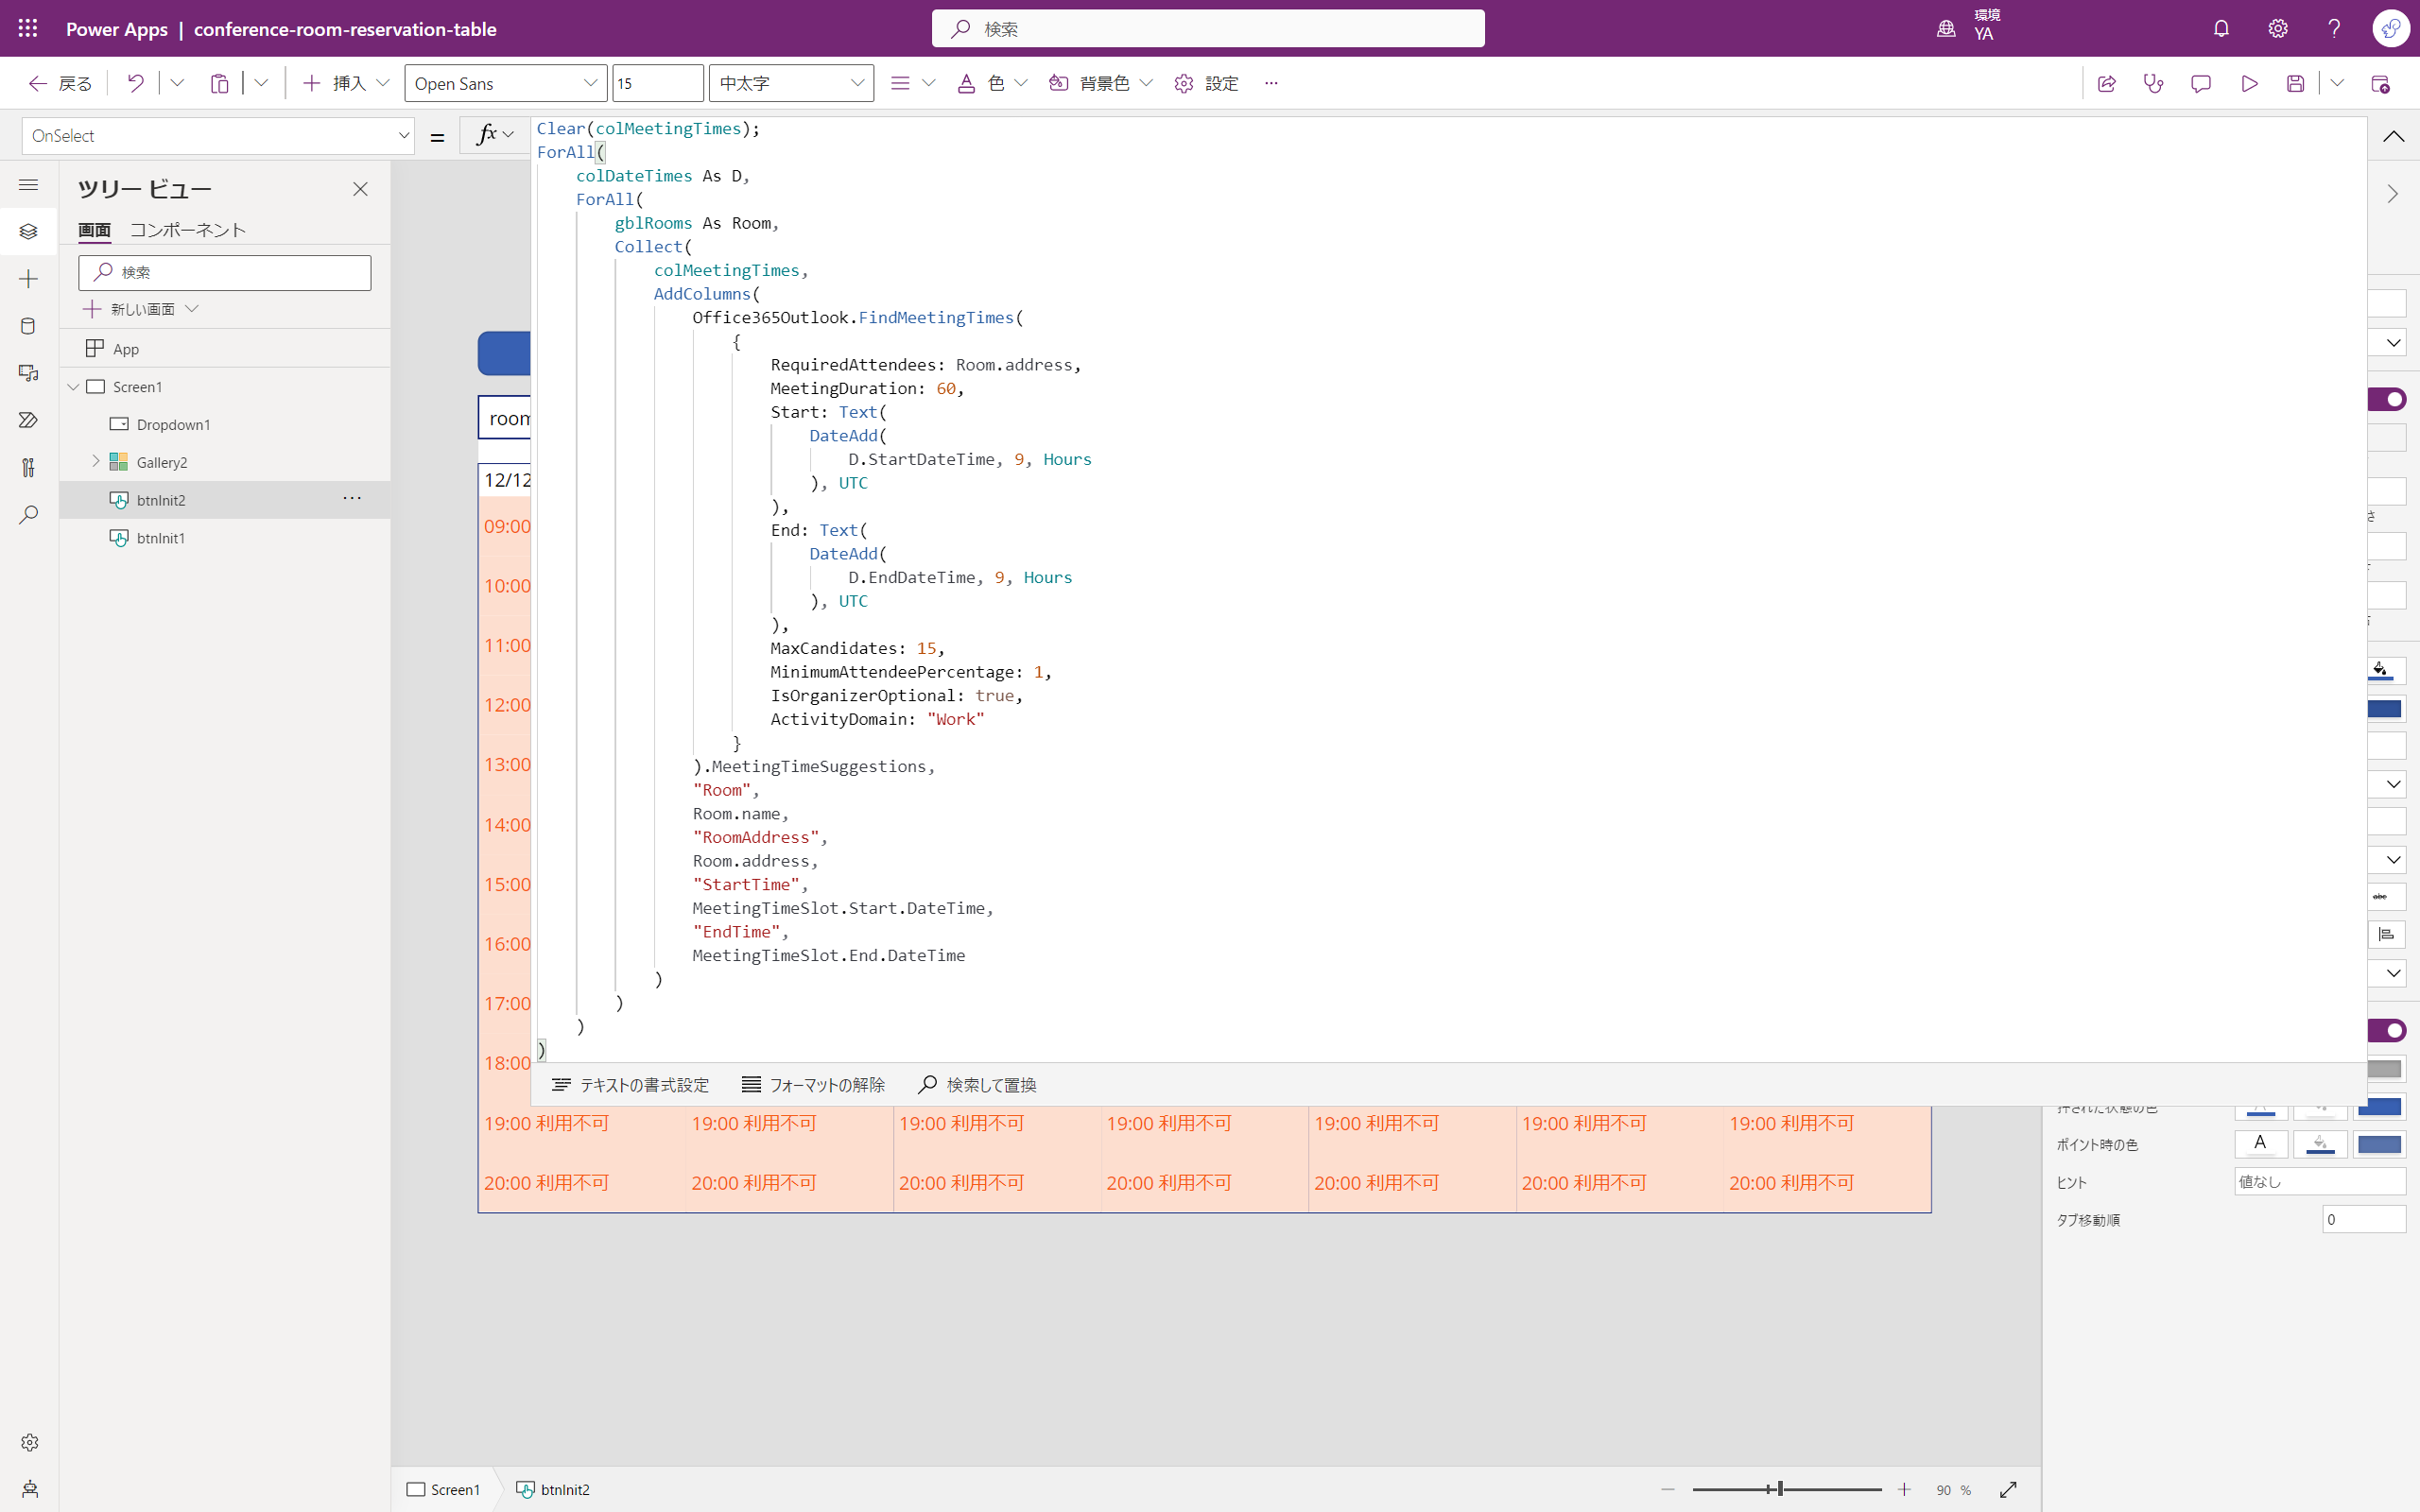 Power Apps | conference-room-reservation-table
検索
環境
YA
戻る
挿入
Open Sans
15
中太字
色
背景色
設定
OnSelect
=
fx
ツリー ビュー
画面
コンポーネント
検索
新しい画面
App
Screen1
Dropdown1
Gallery2
btnInit2
btnInit1
Clear(colMeetingTimes);
ForAll(
colDateTimes As D,
ForAll(
gblRooms As Room,
Collect(
colMeetingTimes,
AddColumns(
Office365Outlook.FindMeetingTimes(
{
RequiredAttendees: Room.address,
MeetingDuration: 60,
Start: Text(
DateAdd(
D.StartDateTime, 9, Hours
), UTC
),
End: Text(
DateAdd(
D.EndDateTime, 9, Hours
), UTC
),
MaxCandidates: 15,
MinimumAttendeePercentage: 1,
IsOrganizerOptional: true,
ActivityDomain: "Work"
}
).MeetingTimeSuggestions,
"Room",
Room.name,
"RoomAddress",
Room.address,
"StartTime",
MeetingTimeSlot.Start.DateTime,
"EndTime",
MeetingTimeSlot.End.DateTime
)
)
)
)
テキストの書式設定
フォーマットの解除
検索して置換
room
12/12
09:00
10:00
11:00
12:00
13:00
14:00
15:00
16:00
17:00
18:00
19:00 利用不可 19:00 利用不可 19:00 利用不可 19:00 利用不可 19:00 利用不可 19:00 利用不可 19:00 利用不可
20:00 利用不可 20:00 利用不可 20:00 利用不可 20:00 利用不可 20:00 利用不可 20:00 利用不可 20:00 利用不可
abc
押された状態の色
ポイント時の色
A
ヒント
値なし
タブ移動順
0
Screen1
btnInit2
90 %